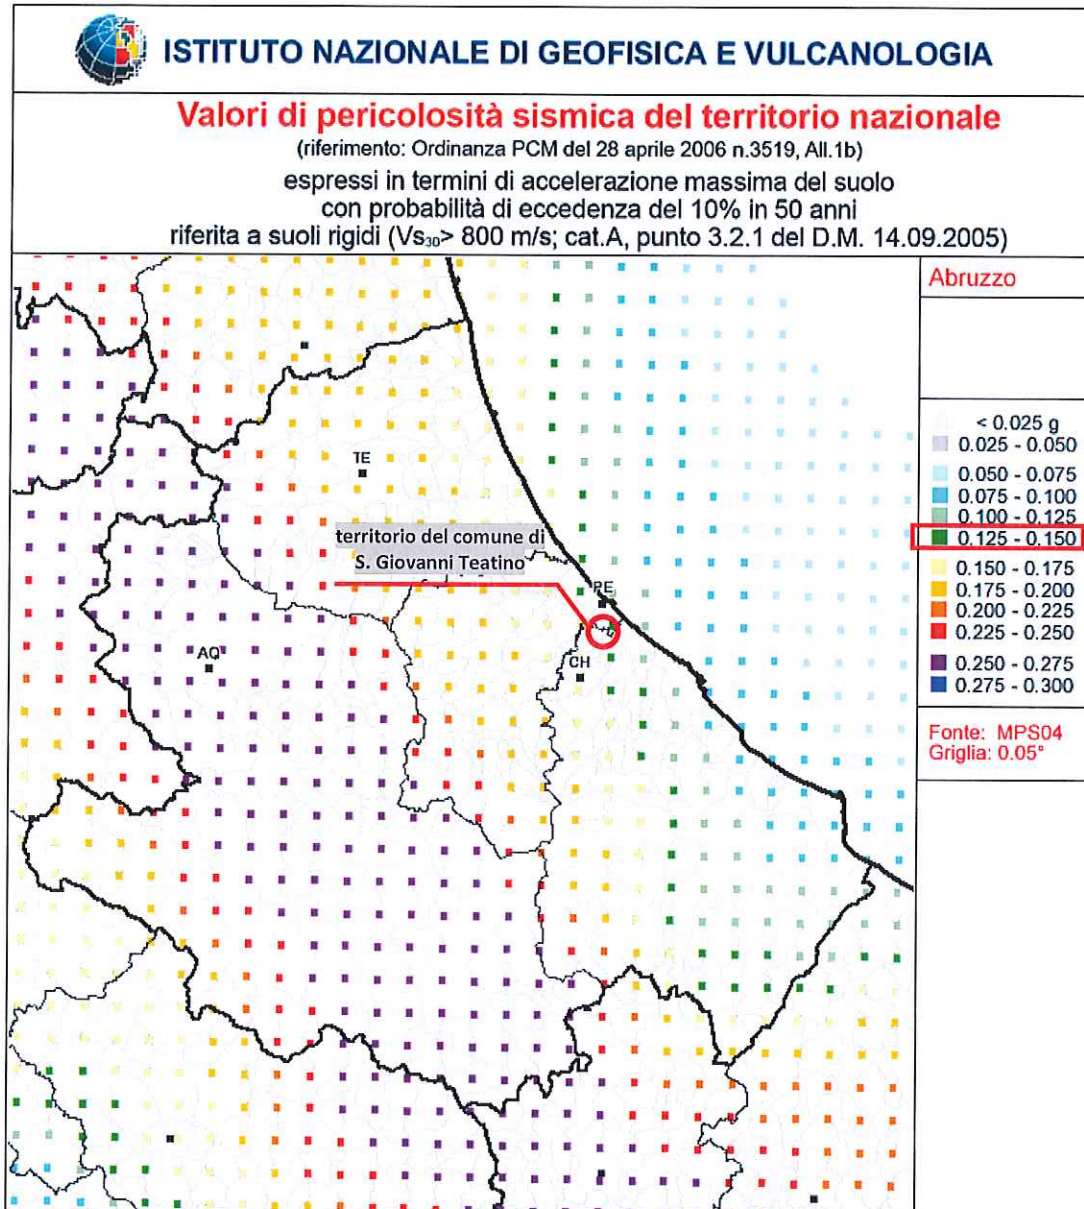 ISTITUTO NAZIONALE DI GEOFISICA E VULCANOLOGIA
Valori di pericolosità sismica del territorio nazionale
(riferimento: Ordinanza PCM del 28 aprile 2006 n.3519, All.1b)
espressi in termini di accelerazione massima del suolo
con probabilità di eccedenza del 10% in 50 anni
riferita a suoli rigidi (Vs₃₀> 800 m/s; cat.A, punto 3.2.1 del D.M. 14.09.2005)
Abruzzo
< 0.025 g
0.025 - 0.050
0.050 - 0.075
0.075 - 0.100
0.100 - 0.125
0.125 - 0.150
0.150 - 0.175
0.175 - 0.200
0.200 - 0.225
0.225 - 0.250
0.250 - 0.275
0.275 - 0.300
Fonte: MPS04
Griglia: 0.05°
TE
territorio del comune di
S. Giovanni Teatino
PE
AQ
CH